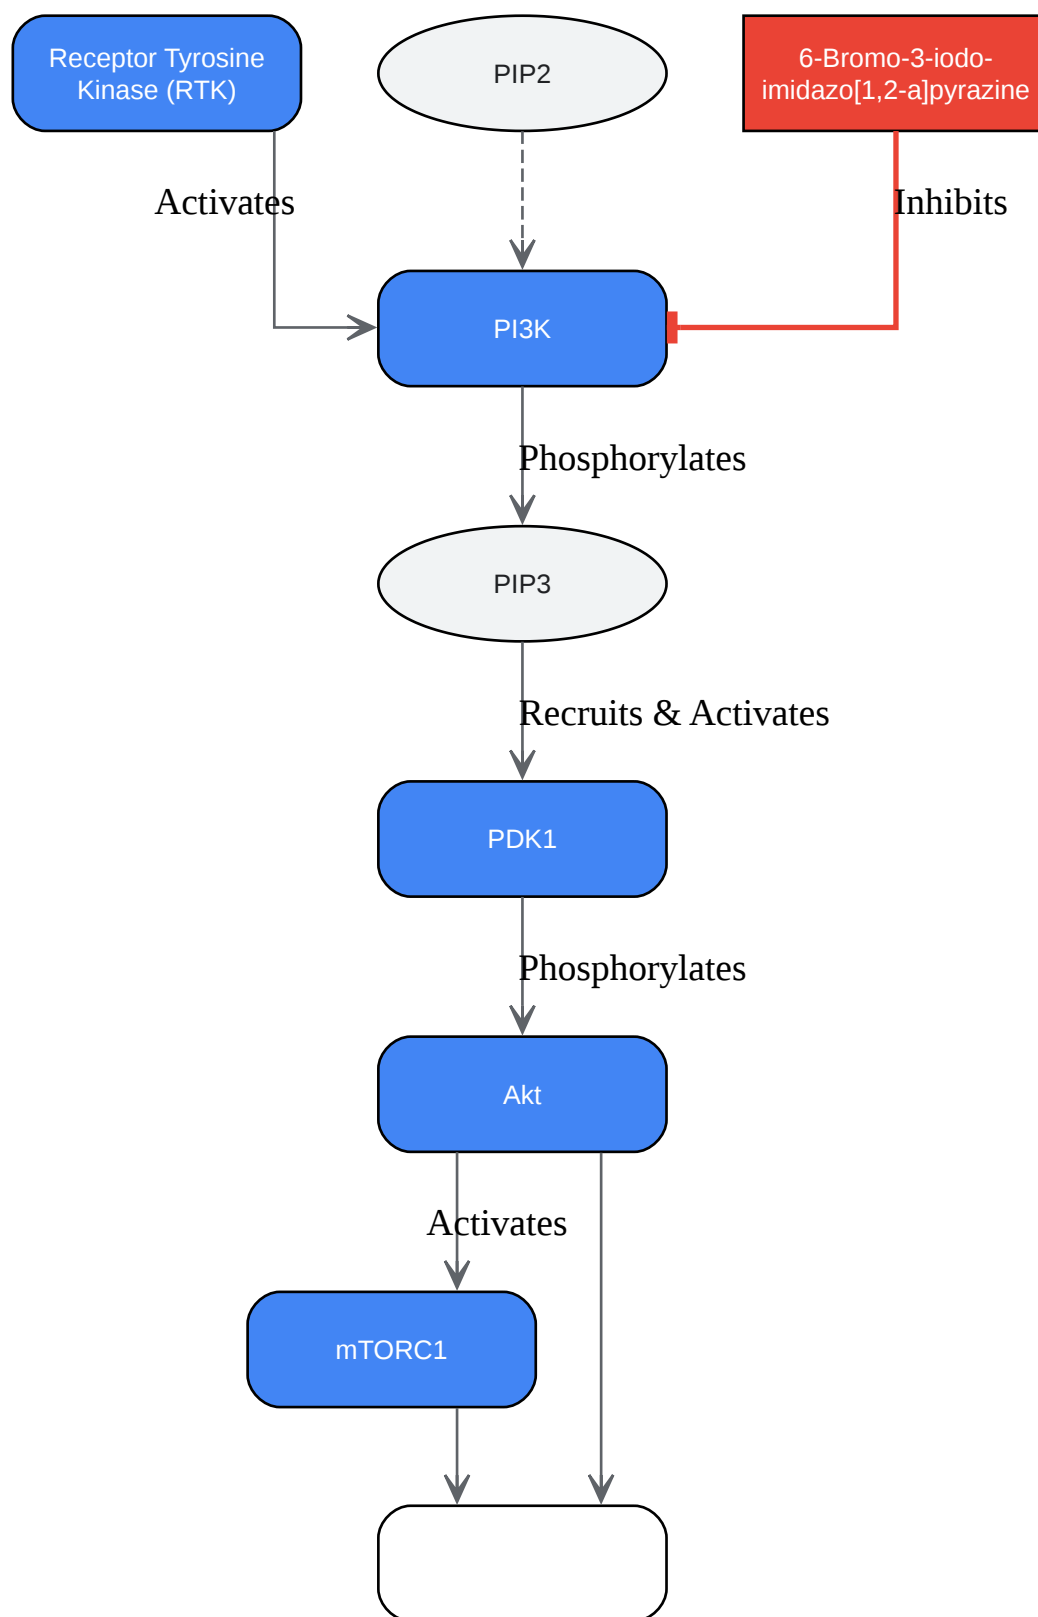 Receptor Tyrosine
Kinase (RTK)
PIP2
6-Bromo-3-iodo-
imidazo[1,2-a]pyrazine
Activates
Inhibits
PI3K
Phosphorylates
PIP3
Recruits & Activates
PDK1
Phosphorylates
Akt
Activates
mTORC1